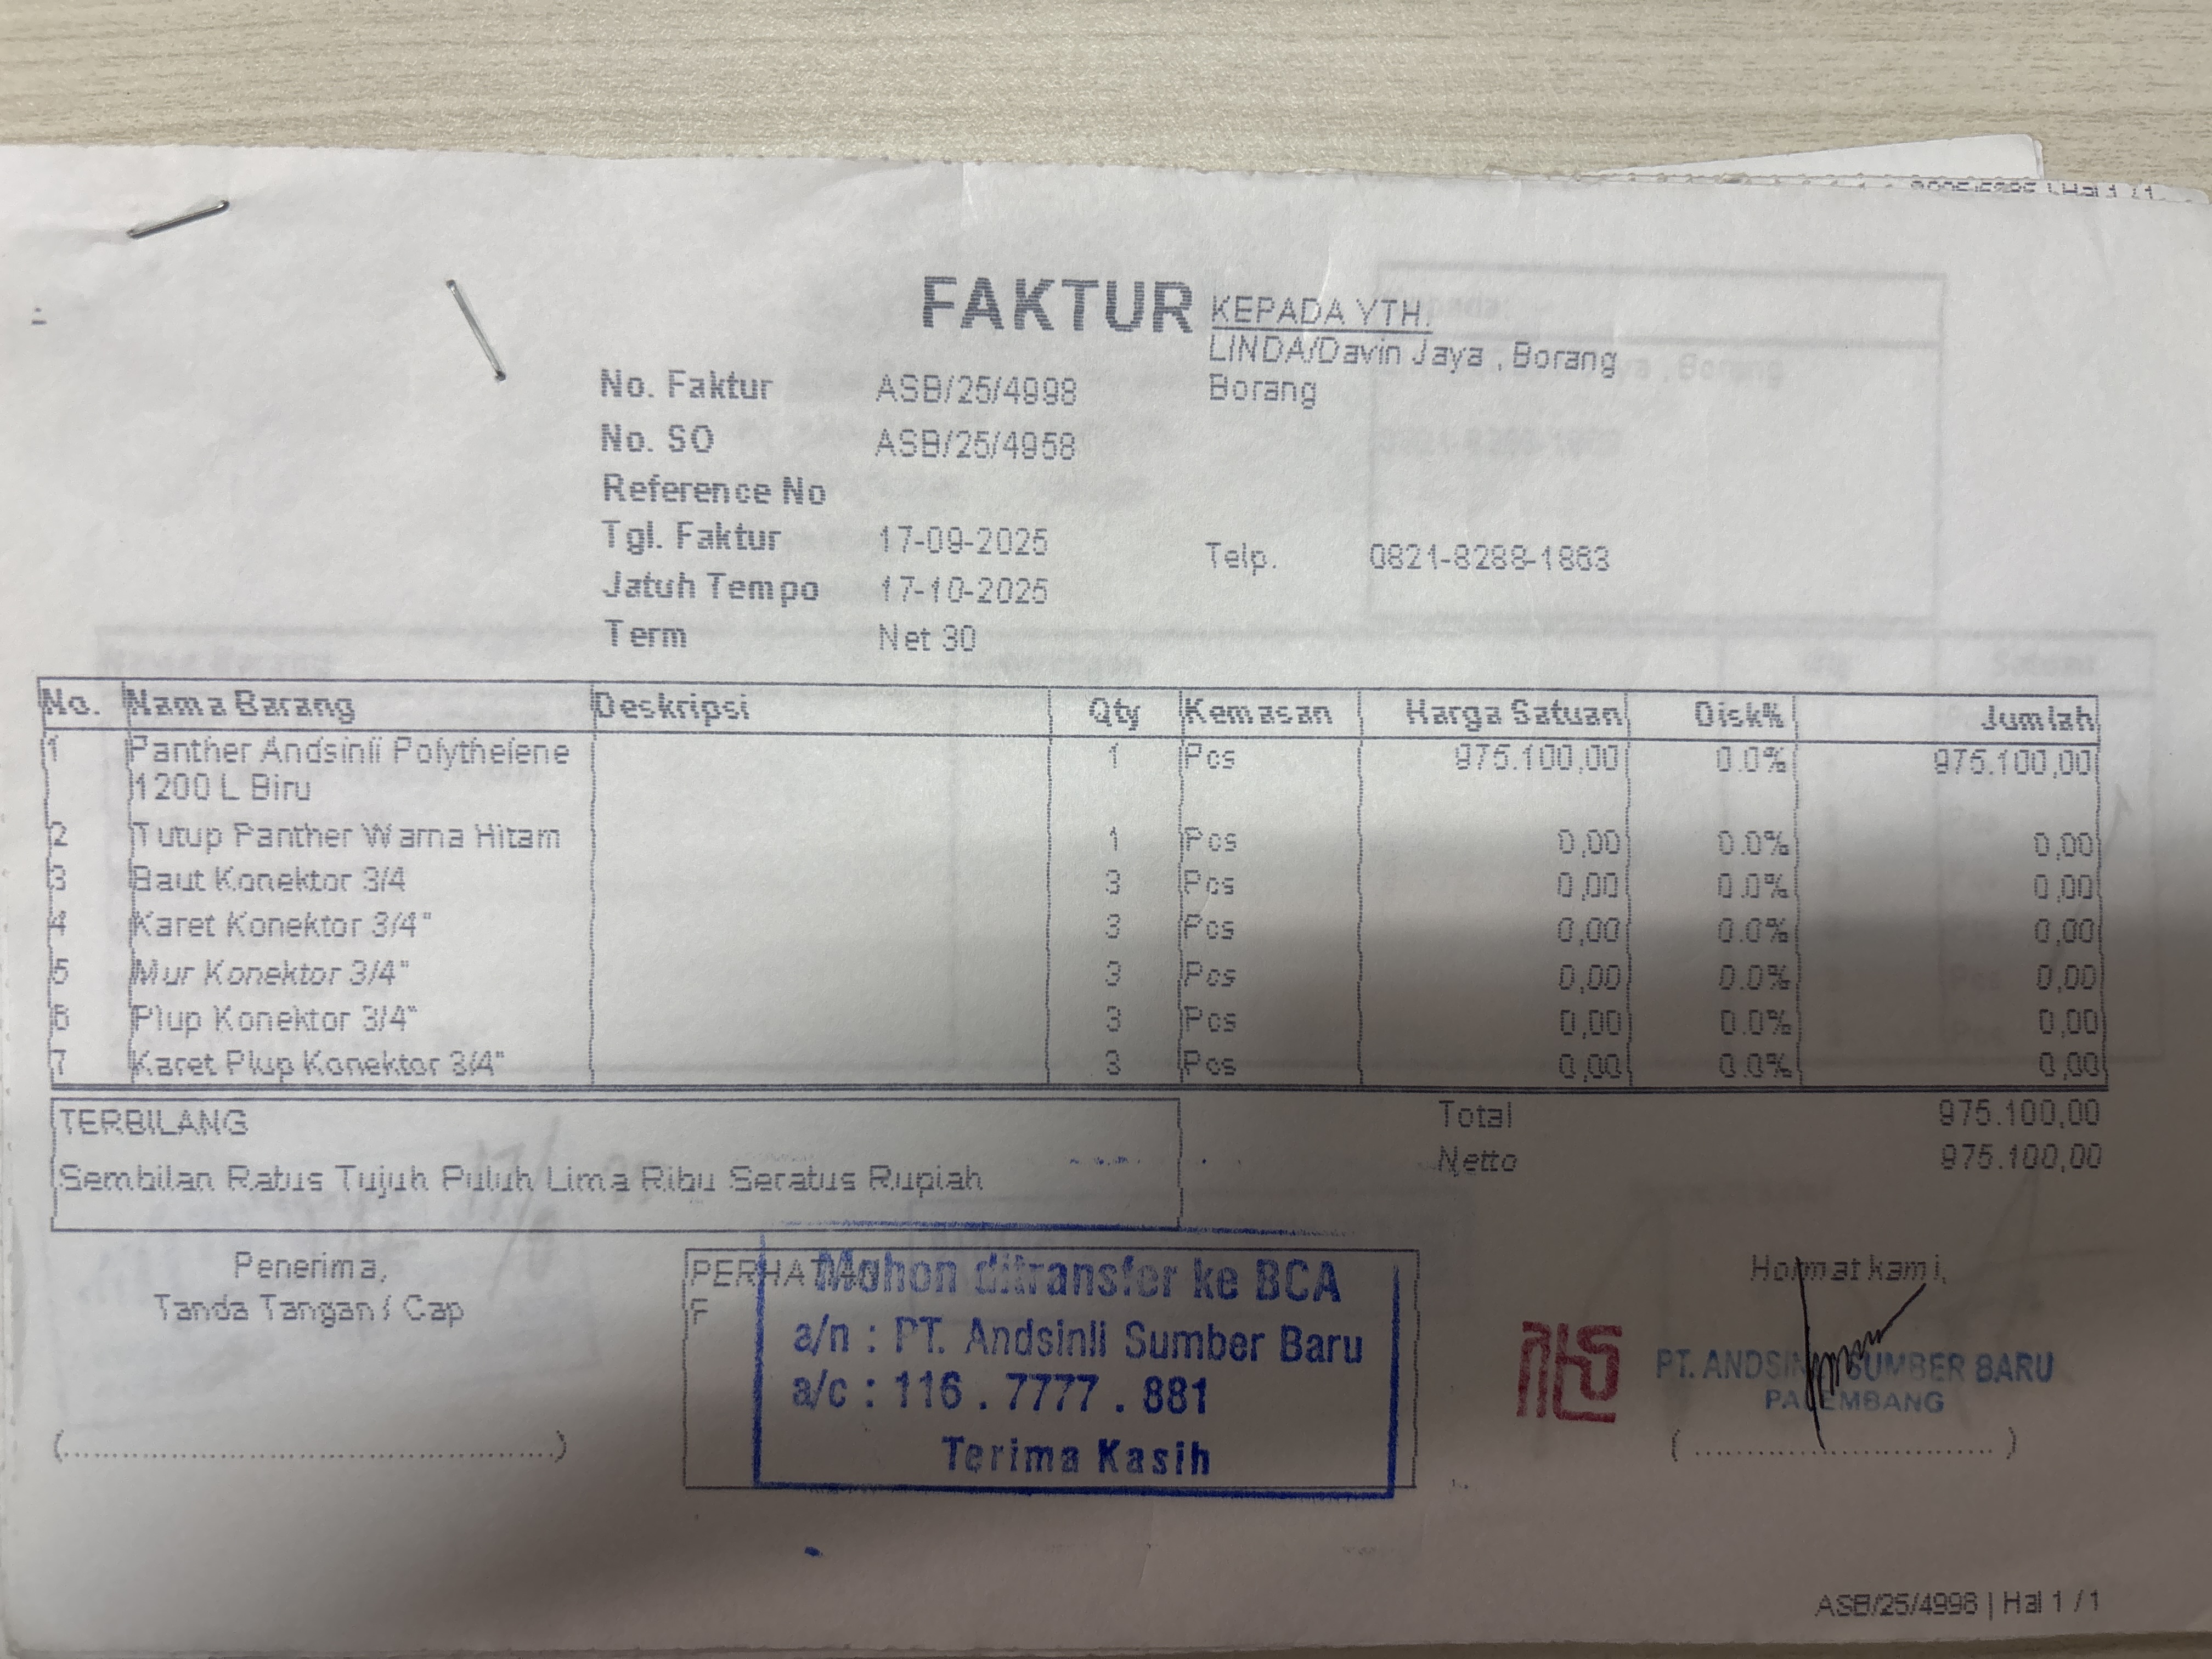 FAKTUR
KEPADA YTH.
LINDA/Davin Jaya , Borang
Borang
No. Faktur ASB/25/4998
No. SO ASB/25/4958
Reference No
Tgl. Faktur 17-09-2025
Telp. 0821-8288-1863
Jatuh Tempo 17-10-2025
Term Net 30
No. Nama Barang Deskripsi Qty Kemasan Harga Satuan Disk% Jumlah
1 Panther Andsinli Polythelene 1 Pcs 975.100,00 0.0% 975.100,00
1200 L Biru
2 Tutup Panther Warna Hitam 1 Pcs 0,00 0.0% 0,00
3 Baut Konektor 3/4 3 Pcs 0,00 0.0% 0,00
4 Karet Konektor 3/4" 3 Pcs 0,00 0.0% 0,00
5 Mur Konektor 3/4" 3 Pcs 0,00 0.0% 0,00
6 Plup Konektor 3/4" 3 Pcs 0,00 0.0% 0,00
7 Karet Plup Konektor 3/4" 3 Pcs 0,00 0.0% 0,00
TERBILANG
Sembilan Ratus Tujuh Puluh Lima Ribu Seratus Rupiah
Total 975.100,00
Netto 975.100,00
Penerima,
Tanda Tangan / Cap
PERHATIAN
F
Mohon ditransfer ke BCA
a/n : PT. Andsinli Sumber Baru
a/c : 116 . 7777 . 881
Terima Kasih
Hormat kami,
PT. ANDSINLI SUMBER BARU
PALEMBANG
ASB/25/4998 | Hal 1 / 1